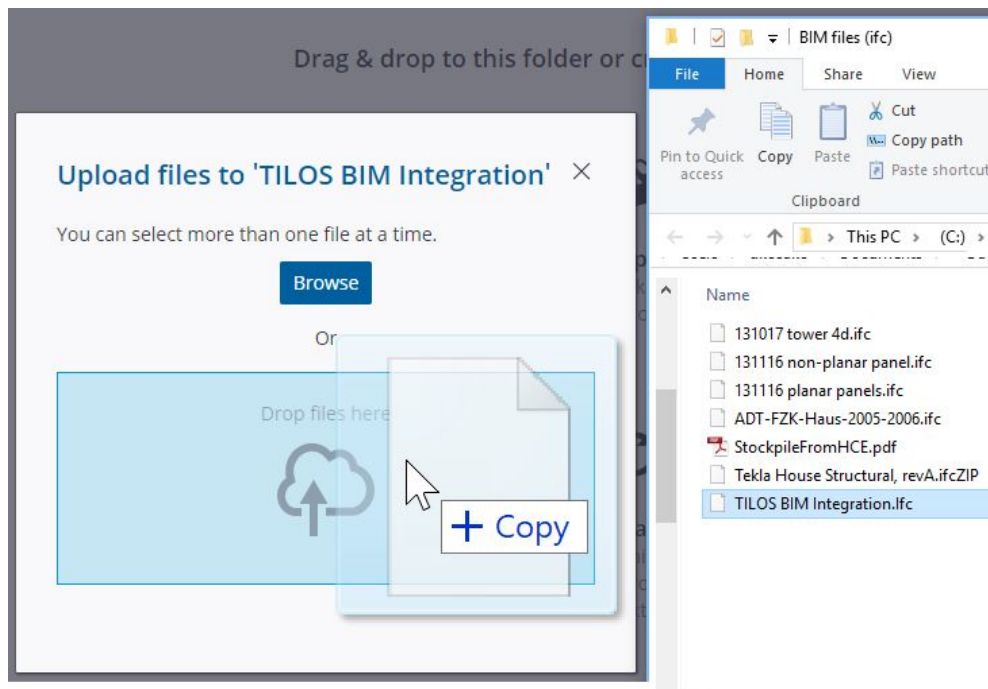 Drag & drop to this folder or
Upload files to 'TILOS BIM Integration'
You can select more than one file at a time.
Browse
Or
Drop files here
+ Copy
BIM files (ifc)
File Home Share View
Pin to Quick access
Copy
Paste
Cut
Copy path
Paste shortcut
Clipboard
This PC > (C:) >
Name
131017 tower 4d.ifc
131116 non-planar panel.ifc
131116 planar panels.ifc
ADT-FZK-Haus-2005-2006.ifc
StockpileFromHCE.pdf
Tekla House Structural, revA.ifcZIP
TILOS BIM Integration.Ifc